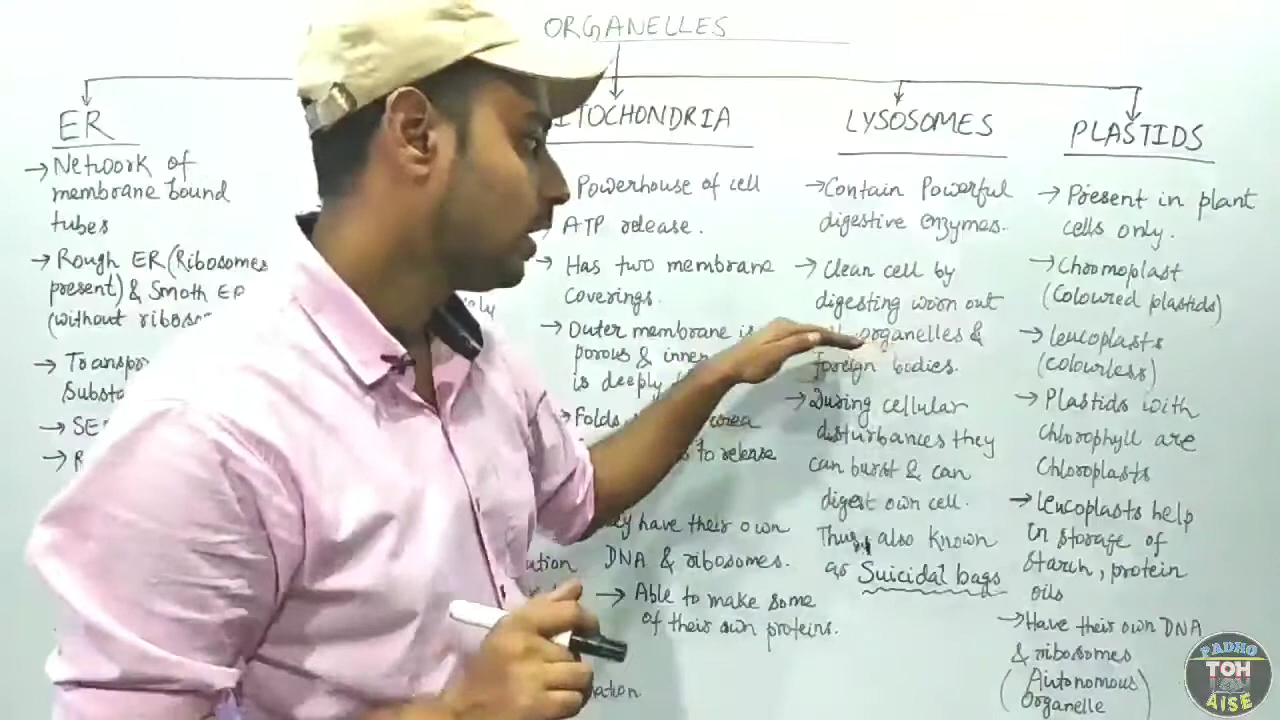 ORGANELLES
ER
→ Network of
membrane bound
tubes
→ Rough ER (Ribosomes
present) & Smoth ER
(without
→
→
→
ITOCHONDRIA
Powerhouse of cell
ATP release.
Has two membrane
coverings.
→ Outer membrane is
porous & inner
is deeply
→ Folds
to release
have their own
DNA & ribosomes.
→ Able to make some
of their own proteins.
LYSOSOMES
→ Contain Powerful
digestive enzymes.
→ Clean cell by
digesting worn out
organelles &
foreign bodies.
→ During cellular
disturbances they
can burst & can
digest own cell.
Thus, also known
as Suicidal bags
PLASTIDS
→ Present in plant
cells only.
→ Chromoplast
(Coloured plastids)
→ leucoplasts
(colourless)
→ Plastids with
Chlorophyll are
Chloroplasts
→ Leucoplasts help
in storage of
starch, protein
oils
→ Have their own DNA
& ribosomes
(Autonomous
Organelle)
PADHO
TOH
AISE